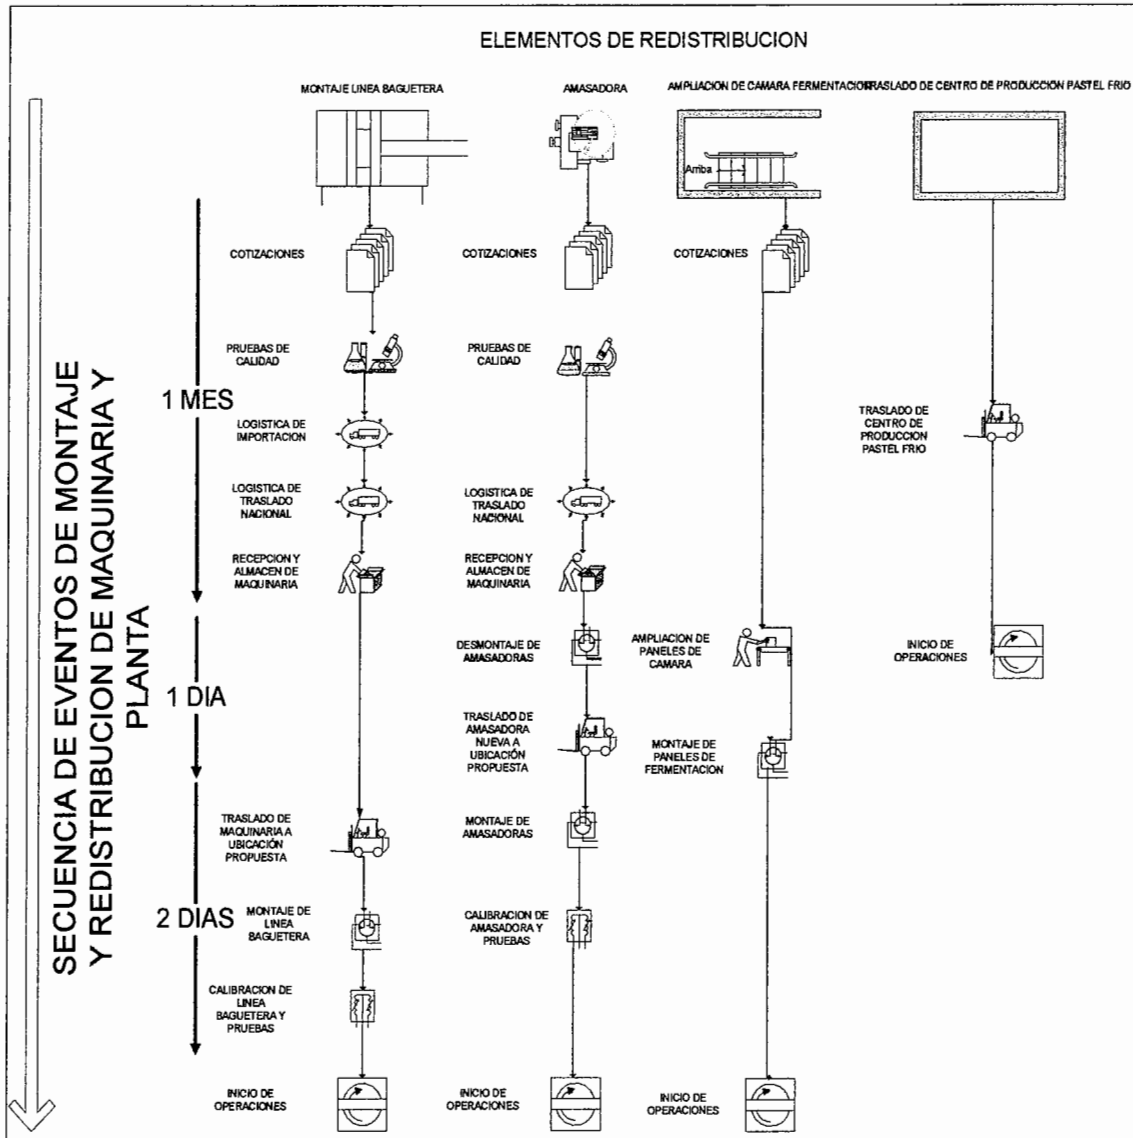 ELEMENTOS DE REDISTRIBUCION
MONTAJE LINEA BAGUETERA
AMASADORA
AMPLIACION DE CAMARA FERMENTACION
TRASLADO DE CENTRO DE PRODUCCIÓN PASTEL FRIO
Arriba
SECUENCIA DE EVENTOS DE MONTAJE
Y REDISTRIBUCION DE MAQUINARIA Y
PLANTA
1 MES
1 DIA
2 DIAS
COTIZACIONES
PRUEBAS DE
CALIDAD
LOGISTICA DE
IMPORTACION
LOGISTICA DE
TRASLADO
NACIONAL
RECEPCION Y
ALMACEN DE
MAQUINARIA
TRASLADO DE
MAQUINARIA A
UBICACIÓN
PROPUESTA
MONTAJE DE
LINEA
BAGUETERA
CALIBRACION DE
LINEA
BAGUETERA Y
PRUEBAS
INICIO DE
OPERACIONES
COTIZACIONES
PRUEBAS DE
CALIDAD
LOGISTICA DE
TRASLADO
NACIONAL
RECEPCION Y
ALMACEN DE
MAQUINARIA
DESMONTAJE DE
AMASADORAS
TRASLADO DE
AMASADORA
NUEVA A
UBICACIÓN
PROPUESTA
MONTAJE DE
AMASADORAS
CALIBRACION DE
AMASADORA Y
PRUEBAS
INICIO DE
OPERACIONES
COTIZACIONES
AMPLIACION DE
PANELES DE
CAMARA
MONTAJE DE
PANELES DE
FERMENTACION
INICIO DE
OPERACIONES
TRASLADO DE
CENTRO DE
PRODUCCION
PASTEL FRIO
INICIO DE
OPERACIONES